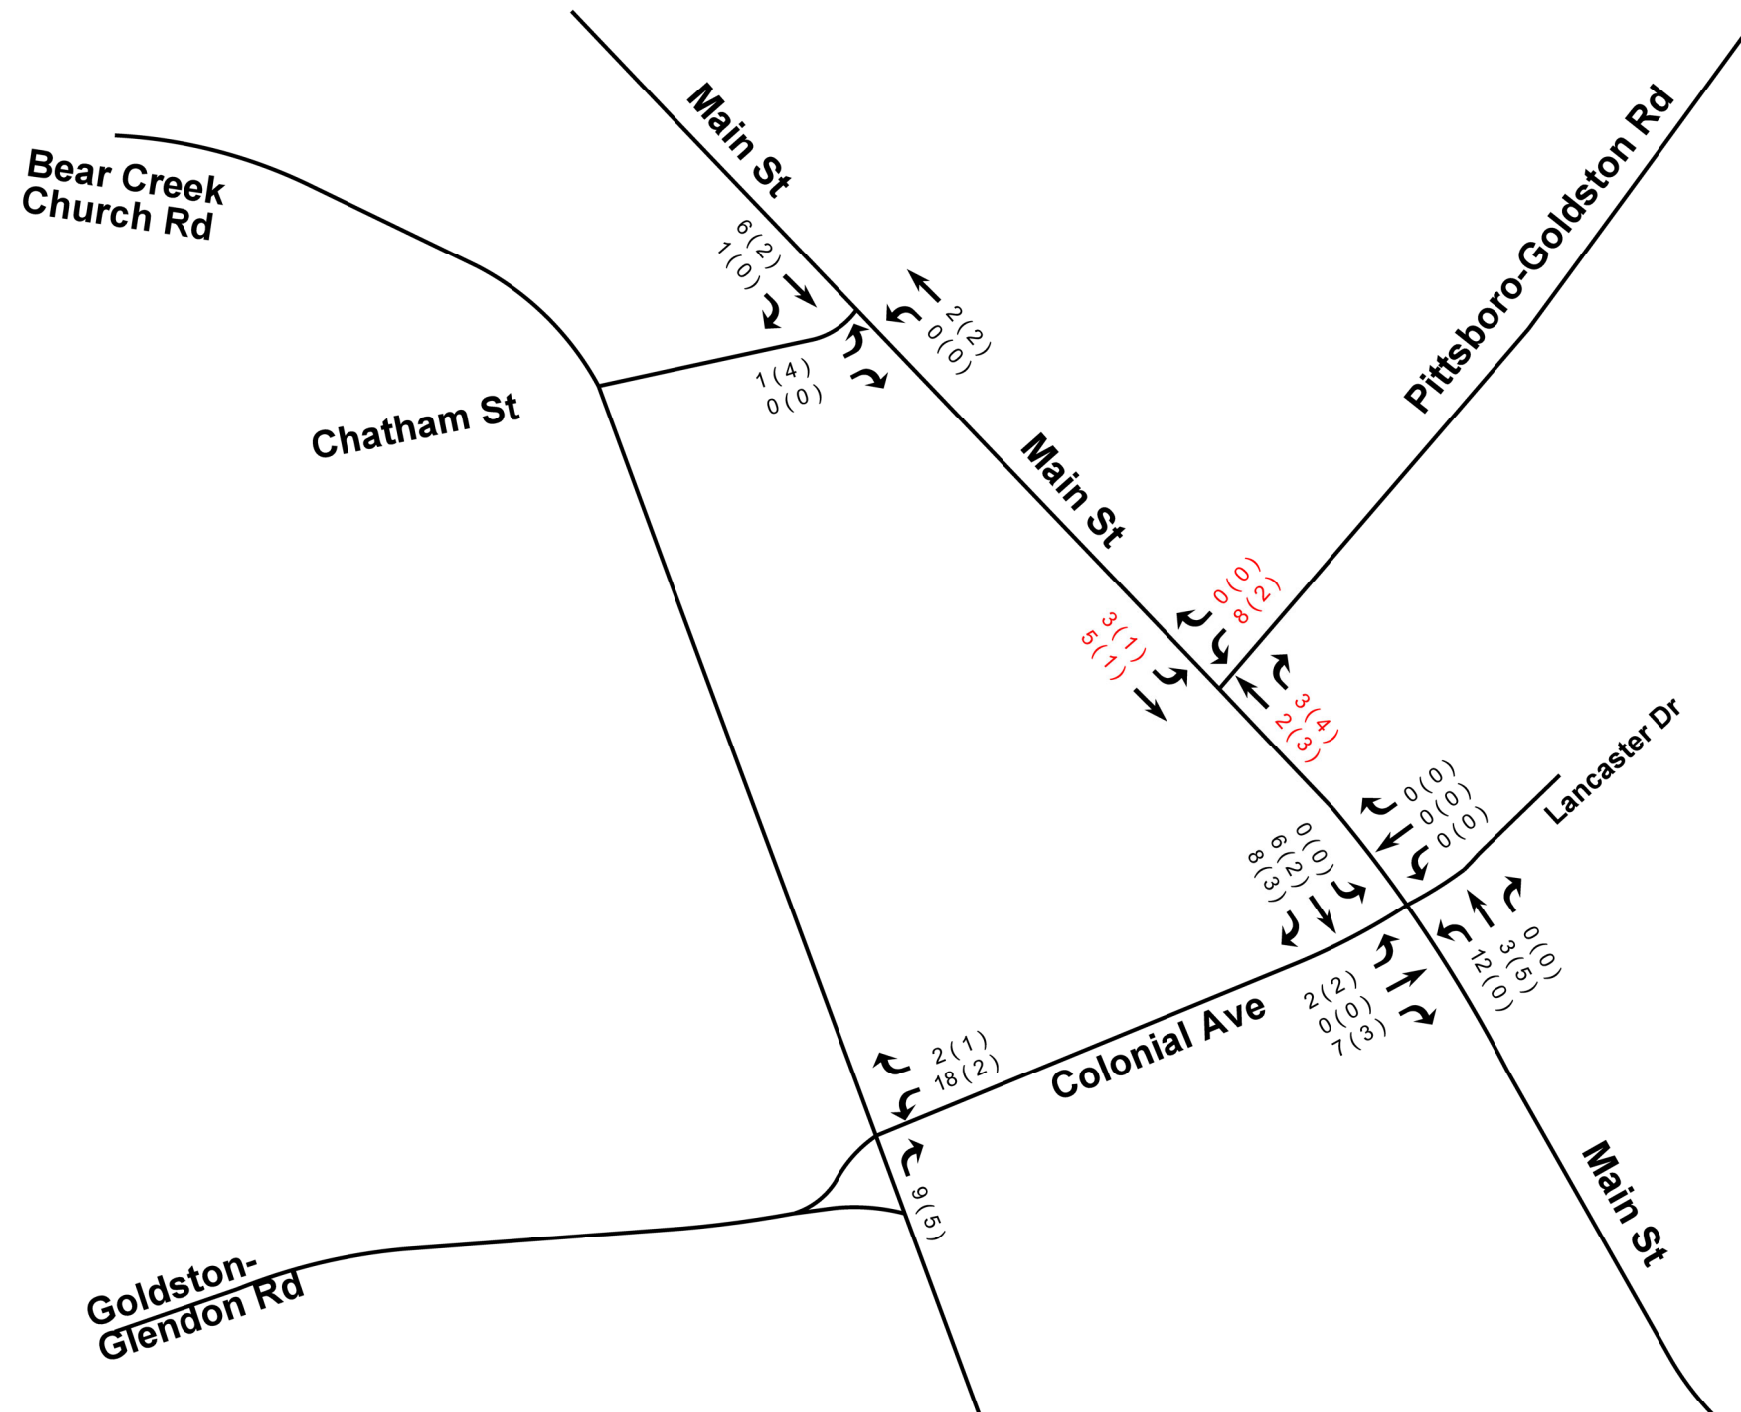 Main St
Bear Creek
Church Rd
Pittsboro-Goldston Rd
6(2)
1(0)
2(2)
0(0)
1(4)
0(0)
Chatham St
Main St
0(0)
8(2)
3(1)
5(1)
3(4)
2(3)
Lancaster Dr
0(0)
0(0)
0(0)
0(0)
6(2)
8(3)
0(0)
3(5)
12(0)
2(2)
0(0)
7(3)
Colonial Ave
2(1)
18(2)
9(5)
Main St
Goldston-
Glendon Rd